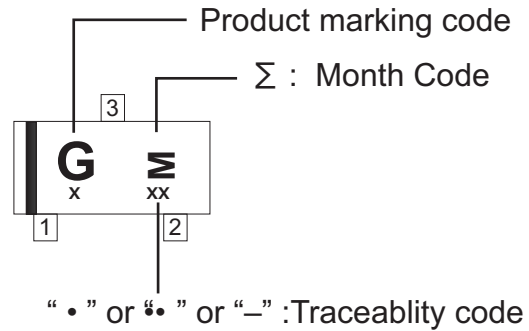 Product marking code
∑ : Month Code
3
G Σ
x xx
1 2
“ • ” or “•• ” or “–” :Traceablity code